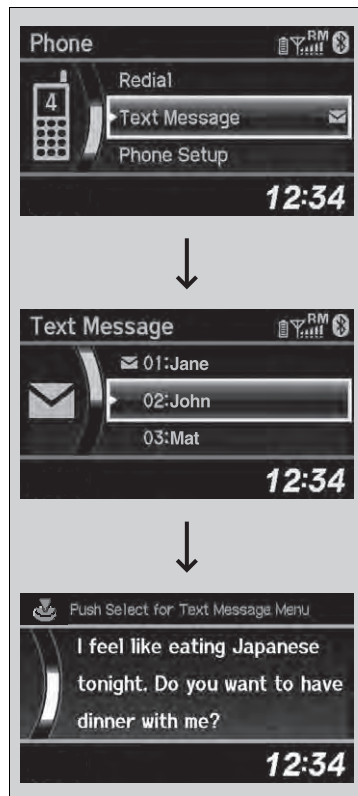 Phone
RM
Redial
4
Text Message
Phone Setup
12:34
Text Message
RM
01:Jane
02:John
03:Mat
12:34
Push Select for Text Message Menu
I feel like eating Japanese
tonight. Do you want to have
dinner with me?
12:34